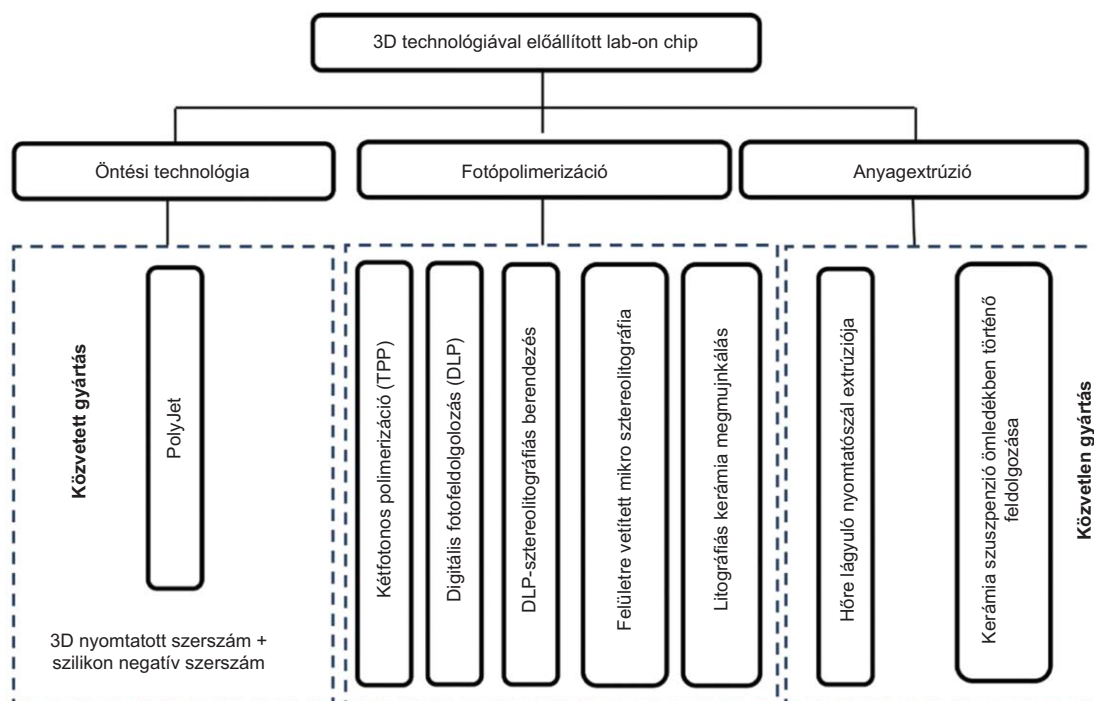 3D technológiával előállított lab-on chip
Öntési technológia
Fotópolimerizáció
Anyagextrúzió
Közvetett gyártás
PolyJet
3D nyomtatott szerszám +
szilikon negatív szerszám
Kétfotonos polimerizáció (TPP)
Digitális fotofeldolgolozás (DLP)
DLP-sztereolitográfiás berendezés
Felületre vetített mikro sztereolitográfia
Litográfiás kerámia megmujnkálás
Hőre lágyuló nyomtatószál extrúziója
Kerámia szuszpenzió ömledékben történő
feldolgozása
Közvetlen gyártás